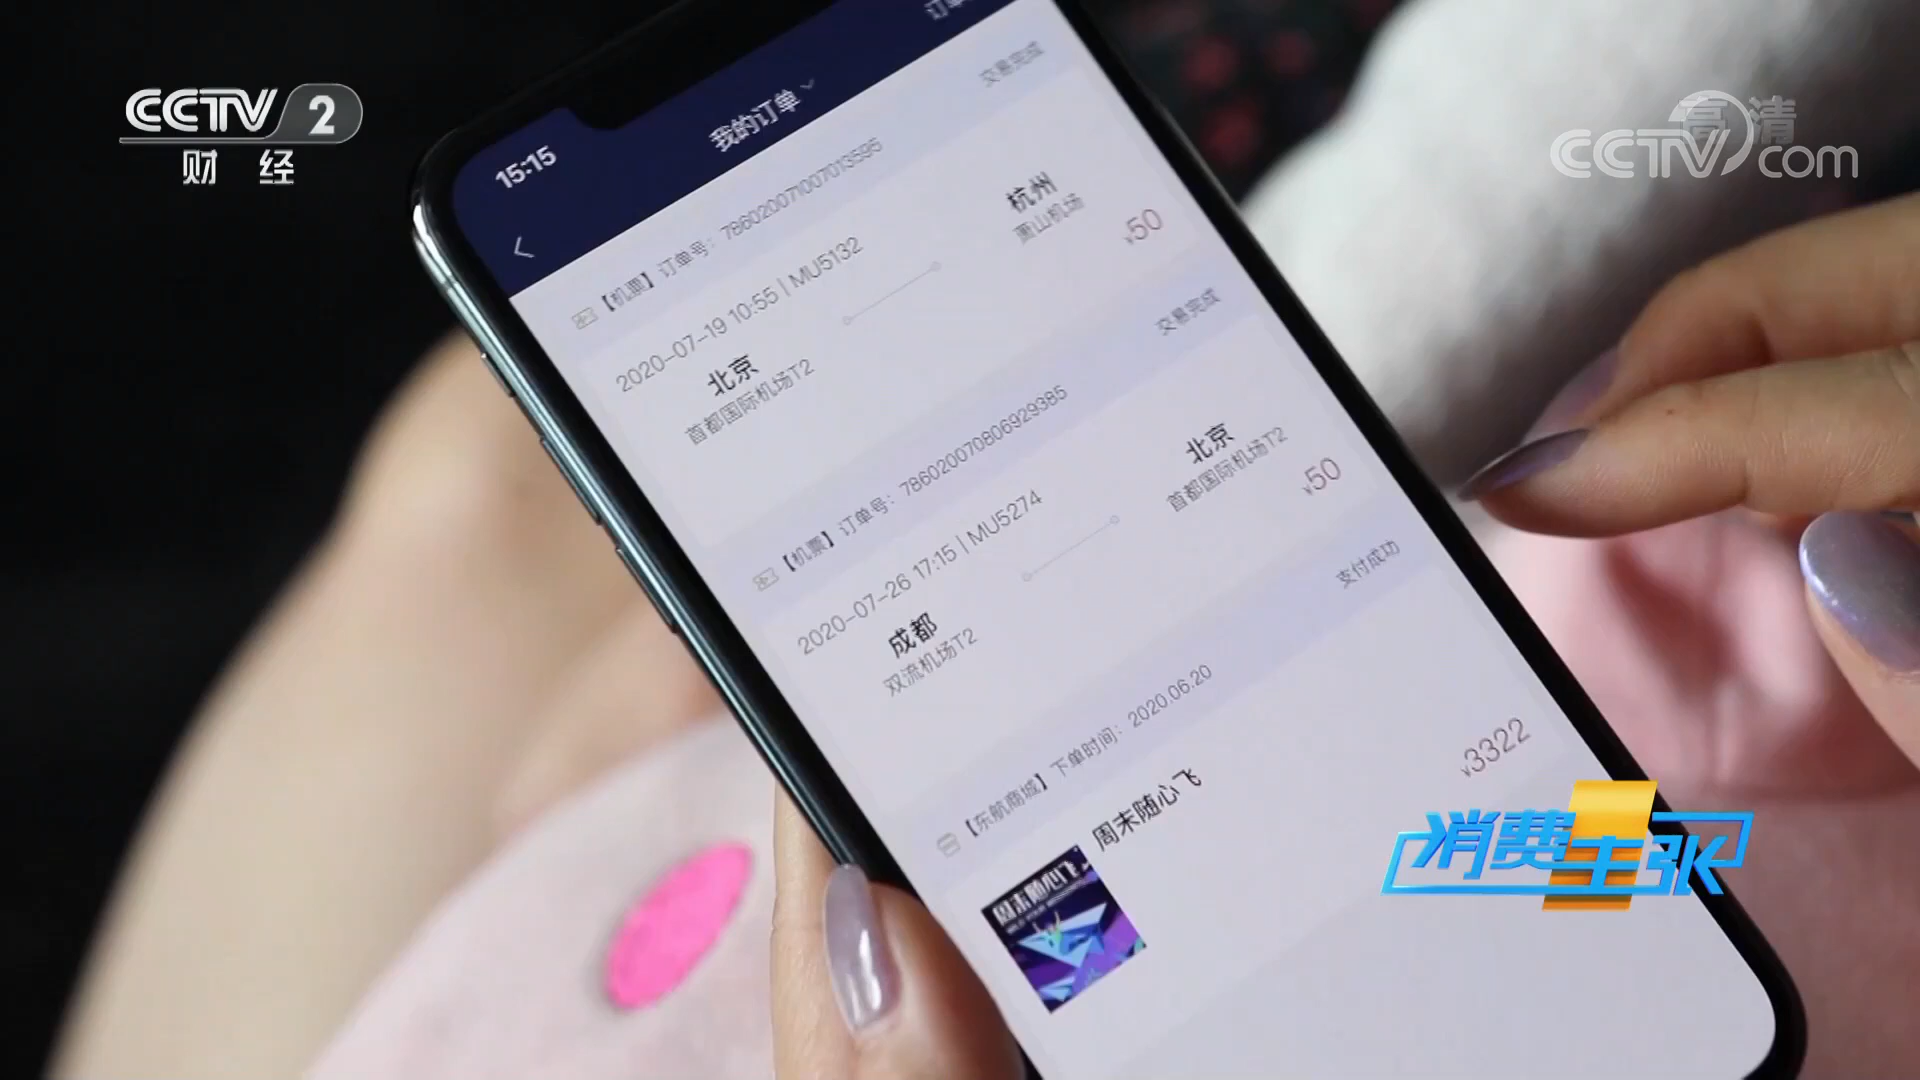 CCTV 2
财 经
高清
CCTV.com
15:15
我的订单
交易完成
【机票】订单号：786020071007013595
2020-07-19 10:55 | MU5132
北京
首都国际机场T2
杭州
萧山机场
¥50
交易完成
【机票】订单号：786020070806929385
2020-07-26 17:15 | MU5274
成都
双流机场T2
北京
首都国际机场T2
¥50
支付成功
【东航商城】下单时间：2020.06.20
周末随心飞
¥3322
周末随心飞
消费主张